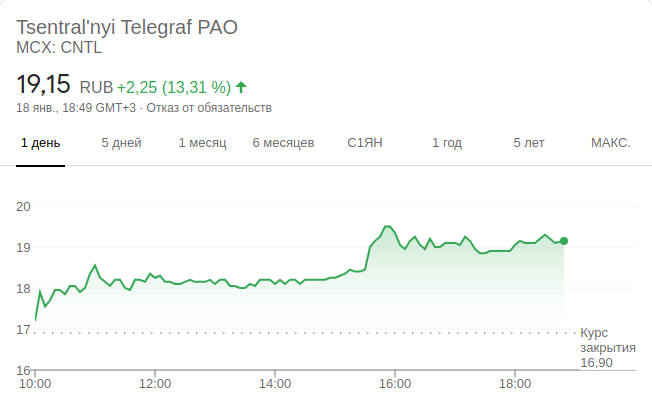 Tsentral'nyi Telegraf PAO
MCX: CNTL
19,15 RUB +2,25 (13,31 %)
18 янв., 18:49 GMT+3 · Отказ от обязательств
1 день 5 дней 1 месяц 6 месяцев С1ЯН 1 год 5 лет МАКС.
20
19
18
17
Курс
закрытия
16,90
16
10:00 12:00 14:00 16:00 18:00